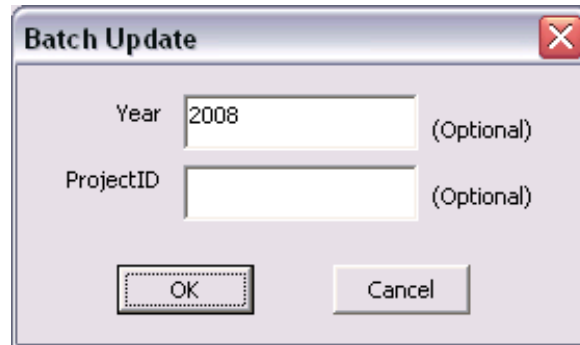 Batch Update
Year 2008 (Optional)
ProjectID (Optional)
OK Cancel